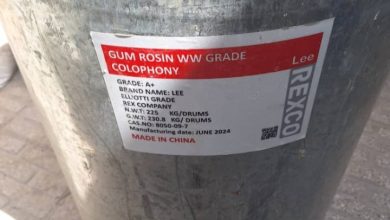 GUM ROSIN WW GRADE
COLOPHONY
Lee
REXCO
GRADE: A+
BRAND NAME: LEE
ELLIOTTI GRADE
REX COMPANY
N.W.T: 225 KG/DRUMS
G.W.T: 230.8 KG/ DRUMS
CAS.NO: 8050-09-7
Manufacturing date: JUNE 2024
MADE IN CHINA